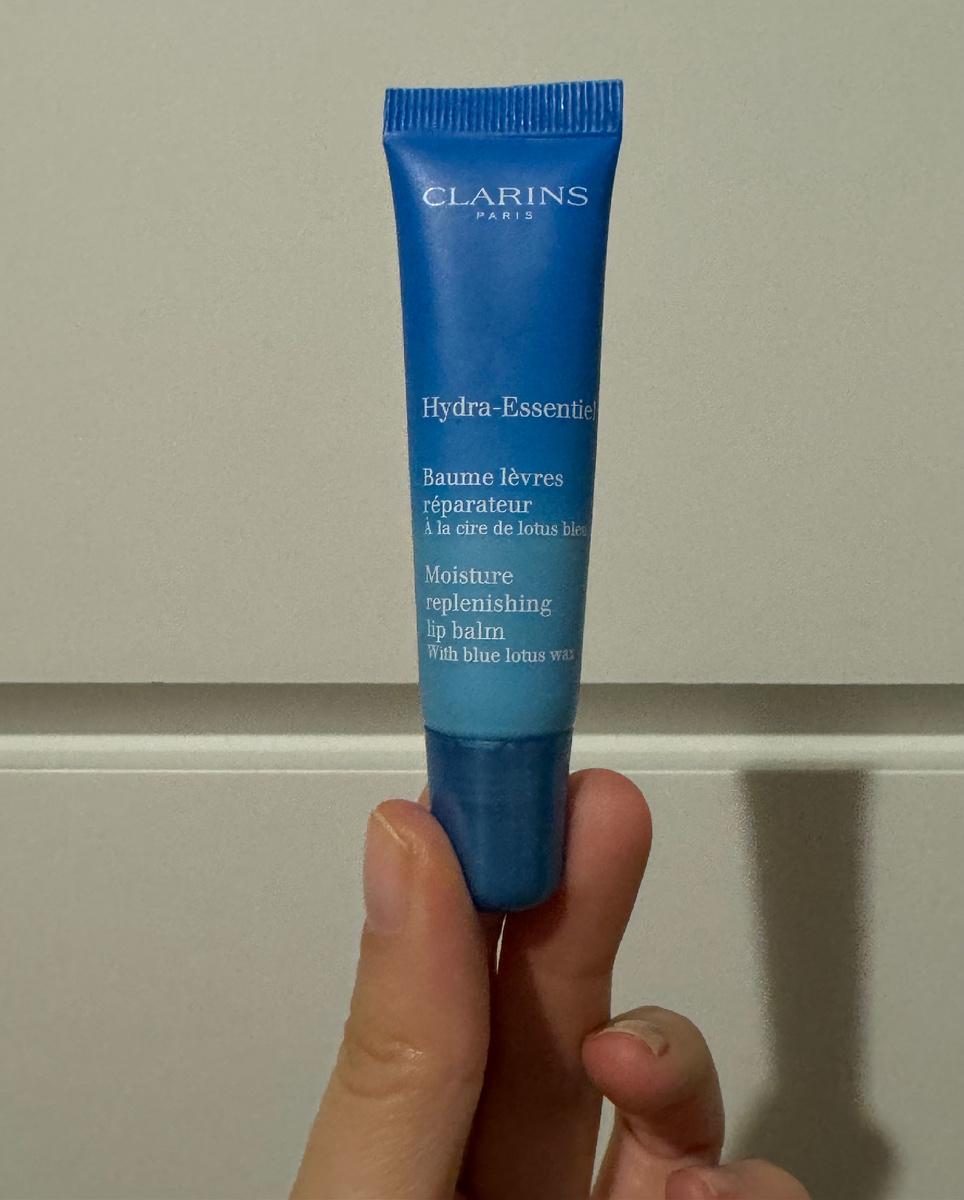 CLARINS
PARIS
Hydra-Essentiel
Baume lèvres
réparateur
À la cire de lotus bleu
Moisture
replenishing
lip balm
With blue lotus wax